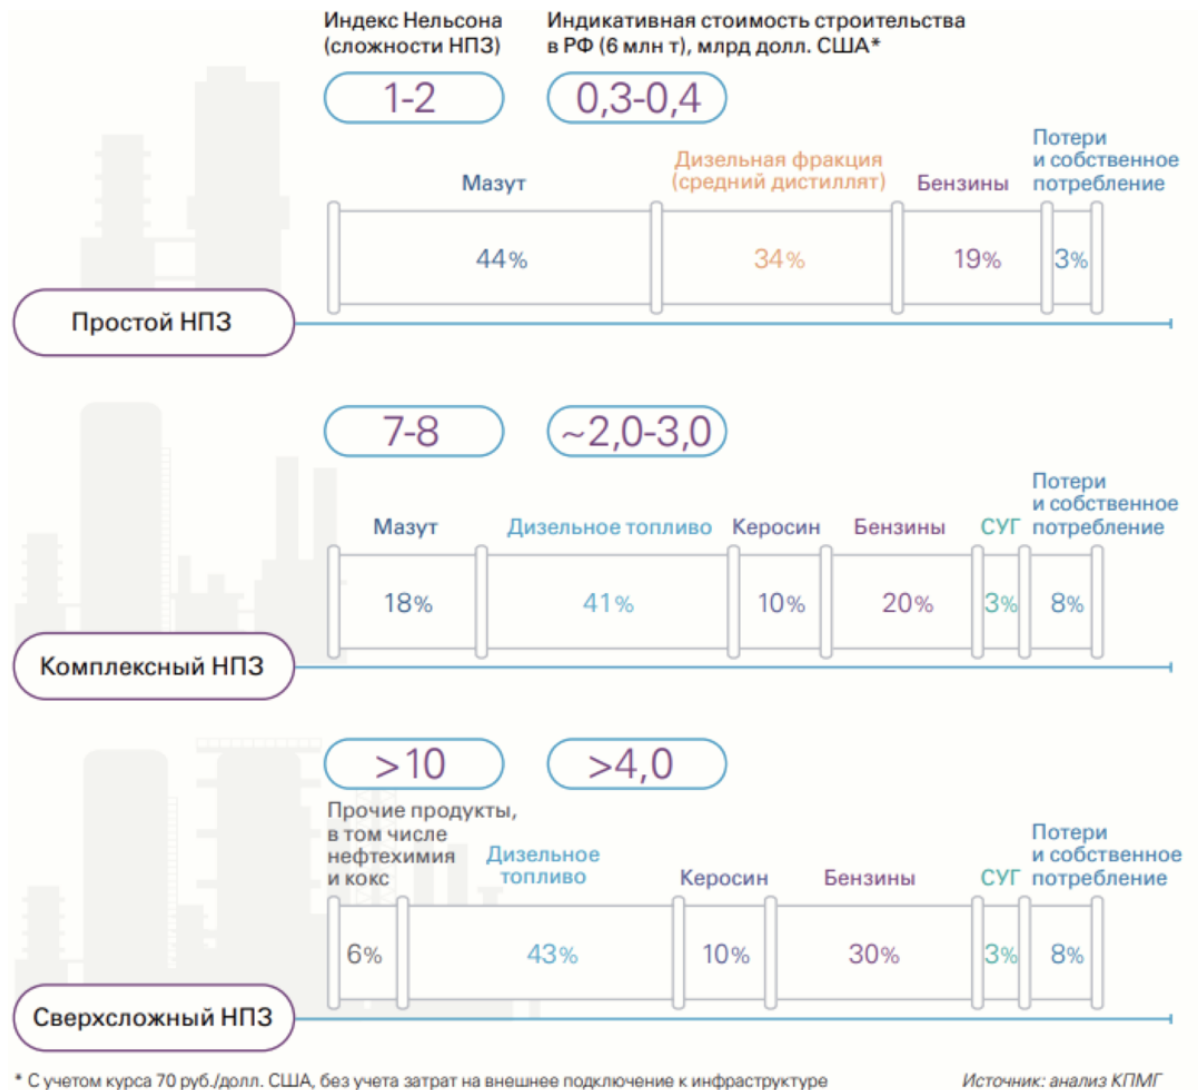 Индекс Нельсона
(сложности НПЗ)
Индикативная стоимость строительства
в РФ (6 млн т), млрд долл. США*
1-2
0,3-0,4
Мазут
Дизельная фракция
(средний дистиллят)
Бензины
Потери
и собственное
потребление
44%
34%
19%
3%
Простой НПЗ
7-8
~2,0-3,0
Мазут
Дизельное топливо
Керосин
Бензины
СУГ
Потери
и собственное
потребление
18%
41%
10%
20%
3%
8%
Комплексный НПЗ
>10
>4,0
Прочие продукты,
в том числе
нефтехимия
и кокс
Дизельное
топливо
Керосин
Бензины
СУГ
Потери
и собственное
потребление
6%
43%
10%
30%
3%
8%
Сверхсложный НПЗ
* С учетом курса 70 руб./долл. США, без учета затрат на внешнее подключение к инфраструктуре
Источник: анализ КПМГ